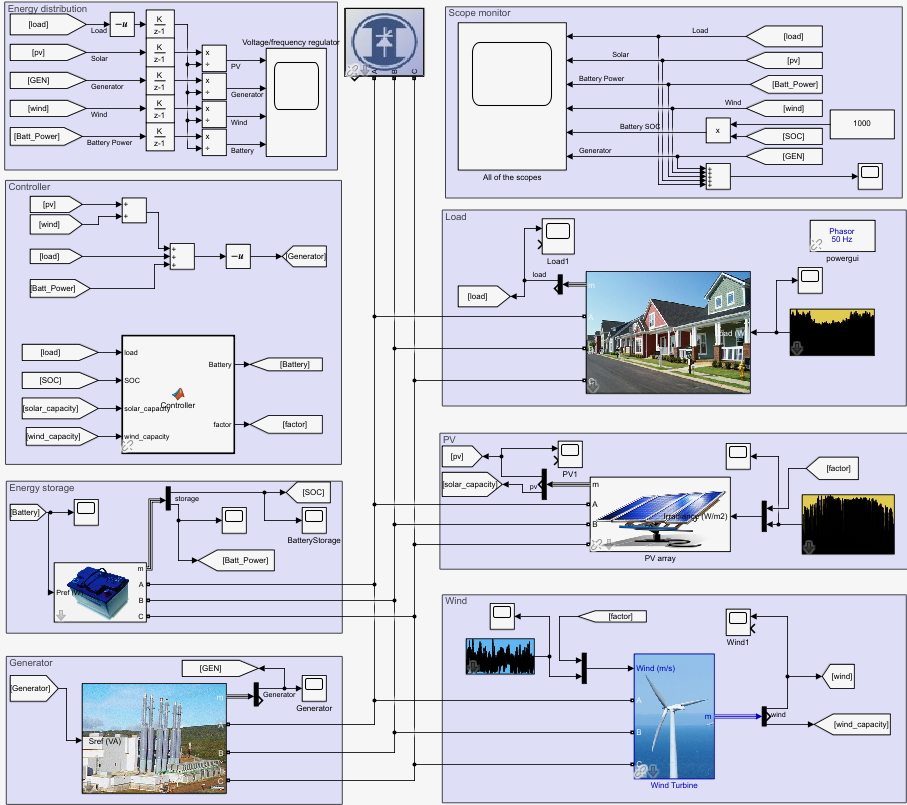 Energy distribution
[load]
Load
-u
K
z-1
[pv]
Solar
K
z-1
x
÷
PV
[GEN]
Generator
K
z-1
x
÷
Generator
[wind]
Wind
K
z-1
x
÷
Wind
[Batt_Power]
Battery Power
K
z-1
x
÷
Battery
Voltage/frequency regulator
A
B
C
Scope monitor
Load
[load]
Solar
[pv]
Battery Power
[Batt_Power]
Wind
[wind]
1000
Battery SOC
x
[SOC]
Generator
[GEN]
+
+
+
+
All of the scopes
Controller
[pv]
[wind]
+
+
[load]
[Batt_Power]
+
+
+
-u
[Generator]
[load]
[SOC]
[solar_capacity]
[wind_capacity]
load
SOC
solar_capacity
wind_capacity
Controller
Battery
factor
[Battery]
[factor]
Load
Load1
load
[load]
m
A
B
C
Load (W)
Phasor
50 Hz
powergui
Energy storage
[Battery]
storage
[SOC]
BatteryStorage
[Batt_Power]
Pref (W)
m
A
B
C
PV
[pv]
PV1
[solar_capacity]
pv
m
A
B
C
Irradiance (W/m2)
PV array
[factor]
Generator
[GEN]
[Generator]
Generator
Generator
Sref (VA)
m
A
B
C
Wind
[factor]
Wind1
Wind (m/s)
A
B
C
m
wind
[wind]
[wind_capacity]
Wind Turbine